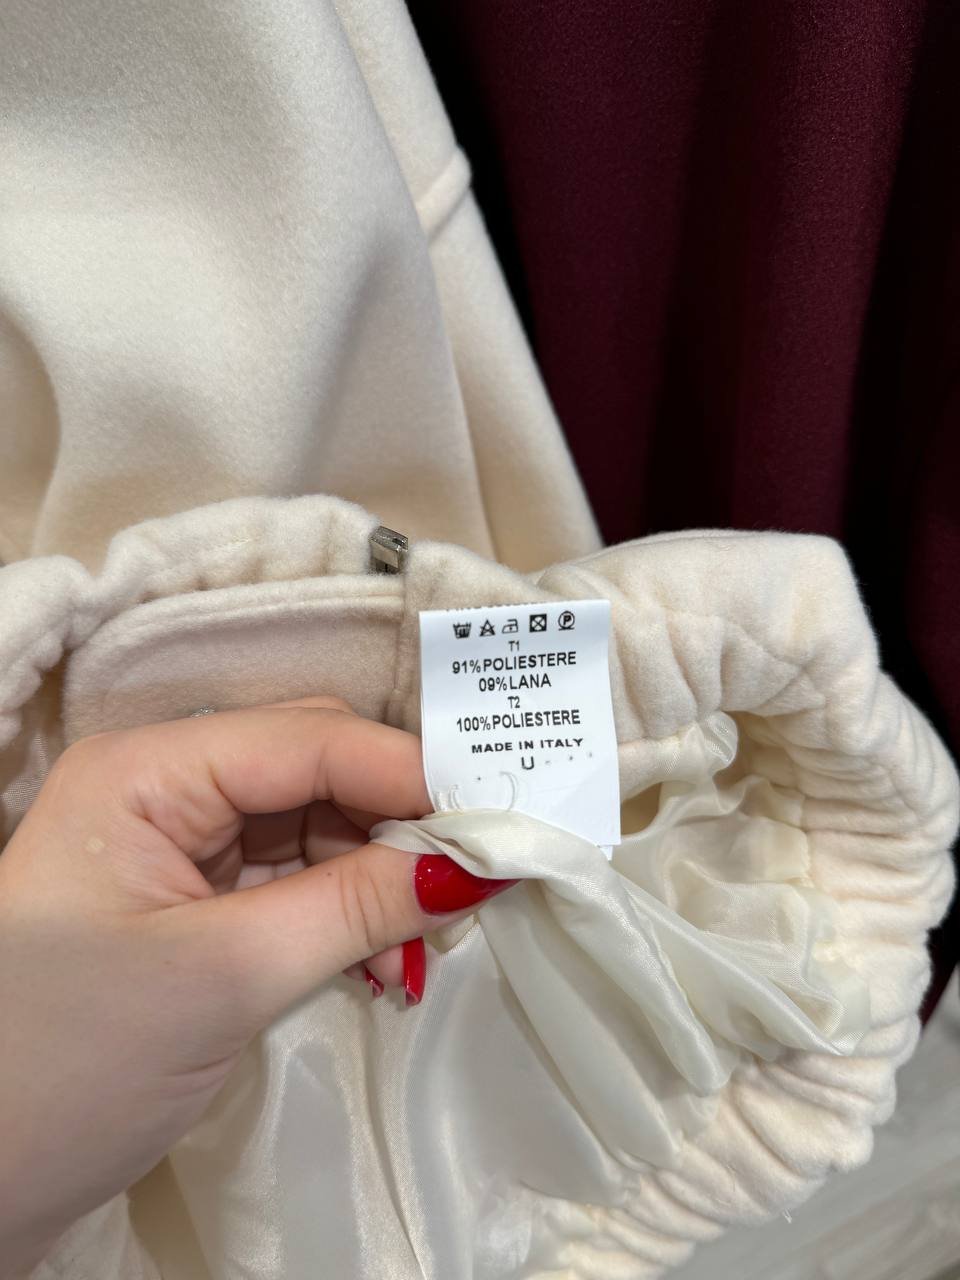 T1
91%POLIESTERE
09%LANA
T2
100%POLIESTERE
MADE IN ITALY
U